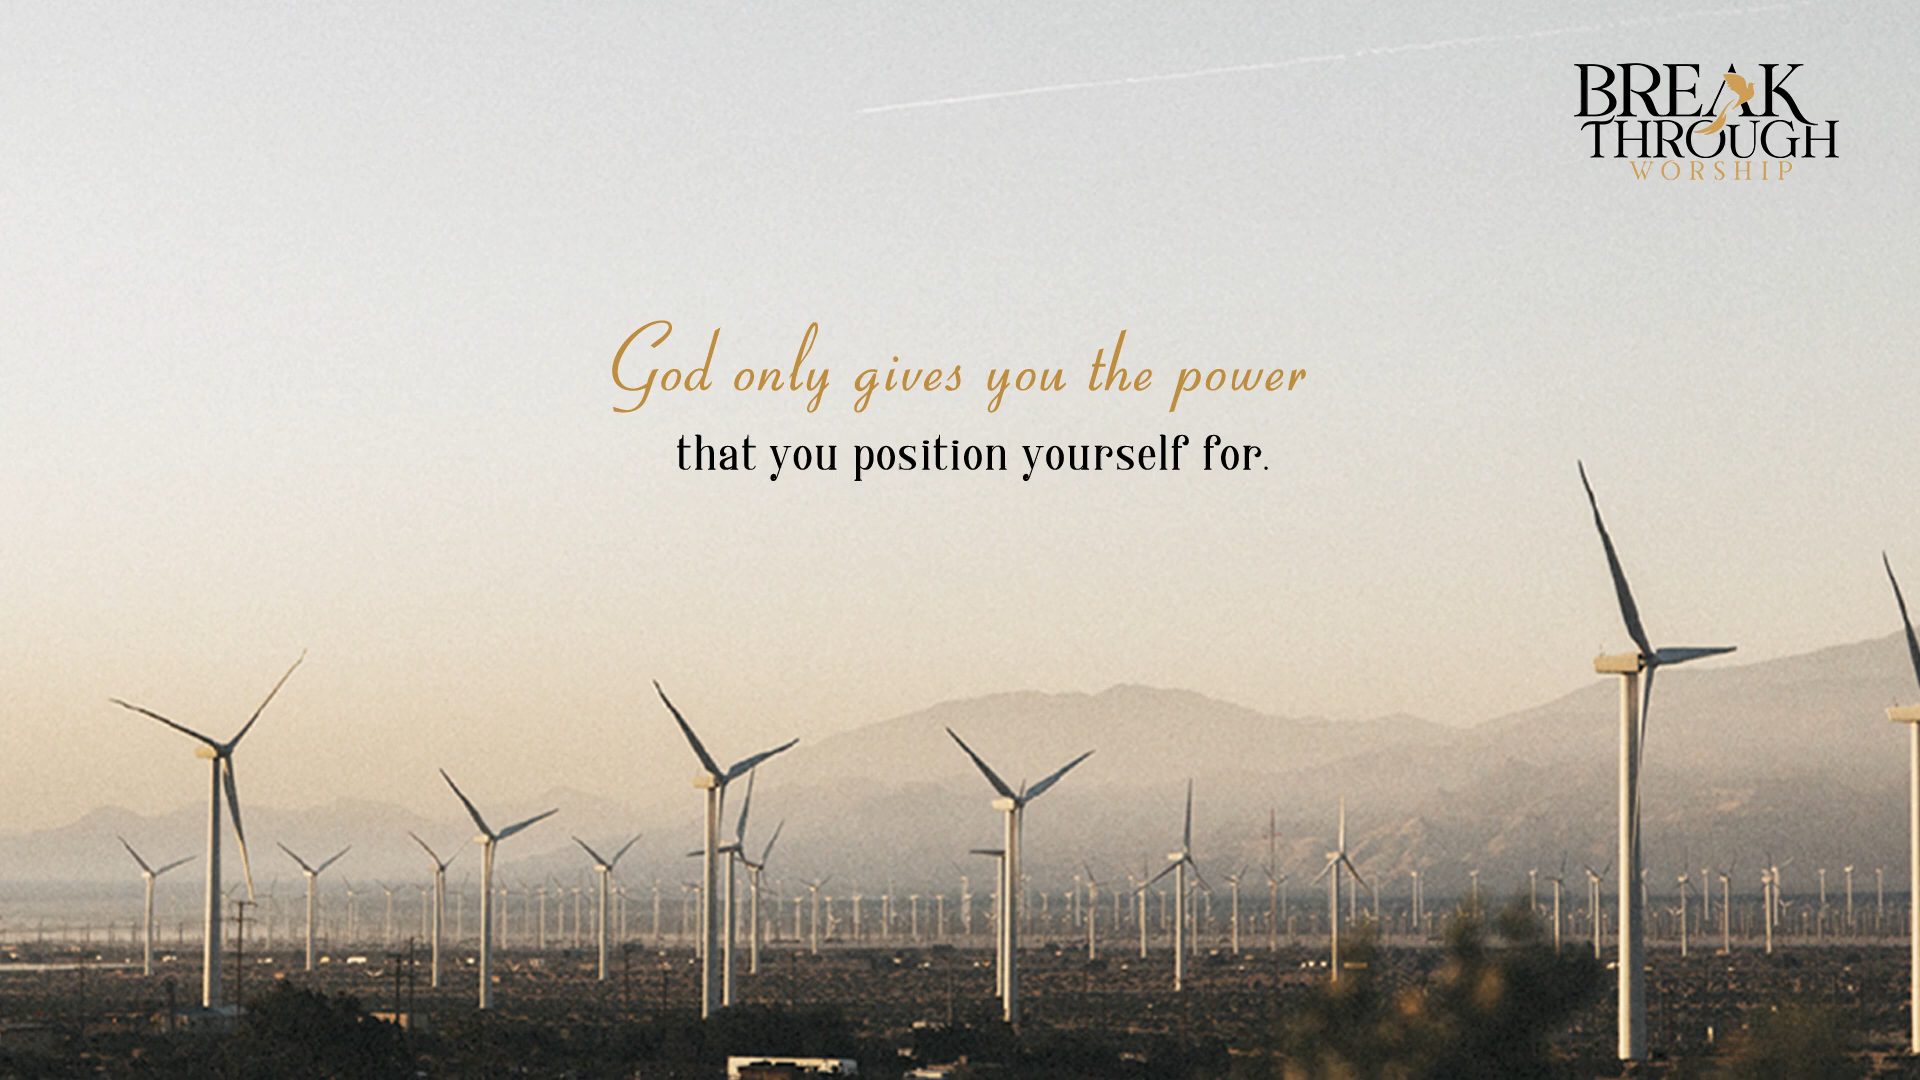 BREAK
THROUGH
WORSHIP
God only gives you the power
that you position yourself for.